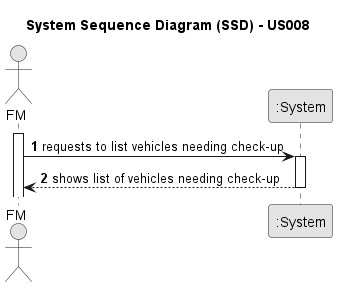 System Sequence Diagram (SSD) - US008
FM
:System
1 requests to list vehicles needing check-up
2 shows list of vehicles needing check-up
FM
:System